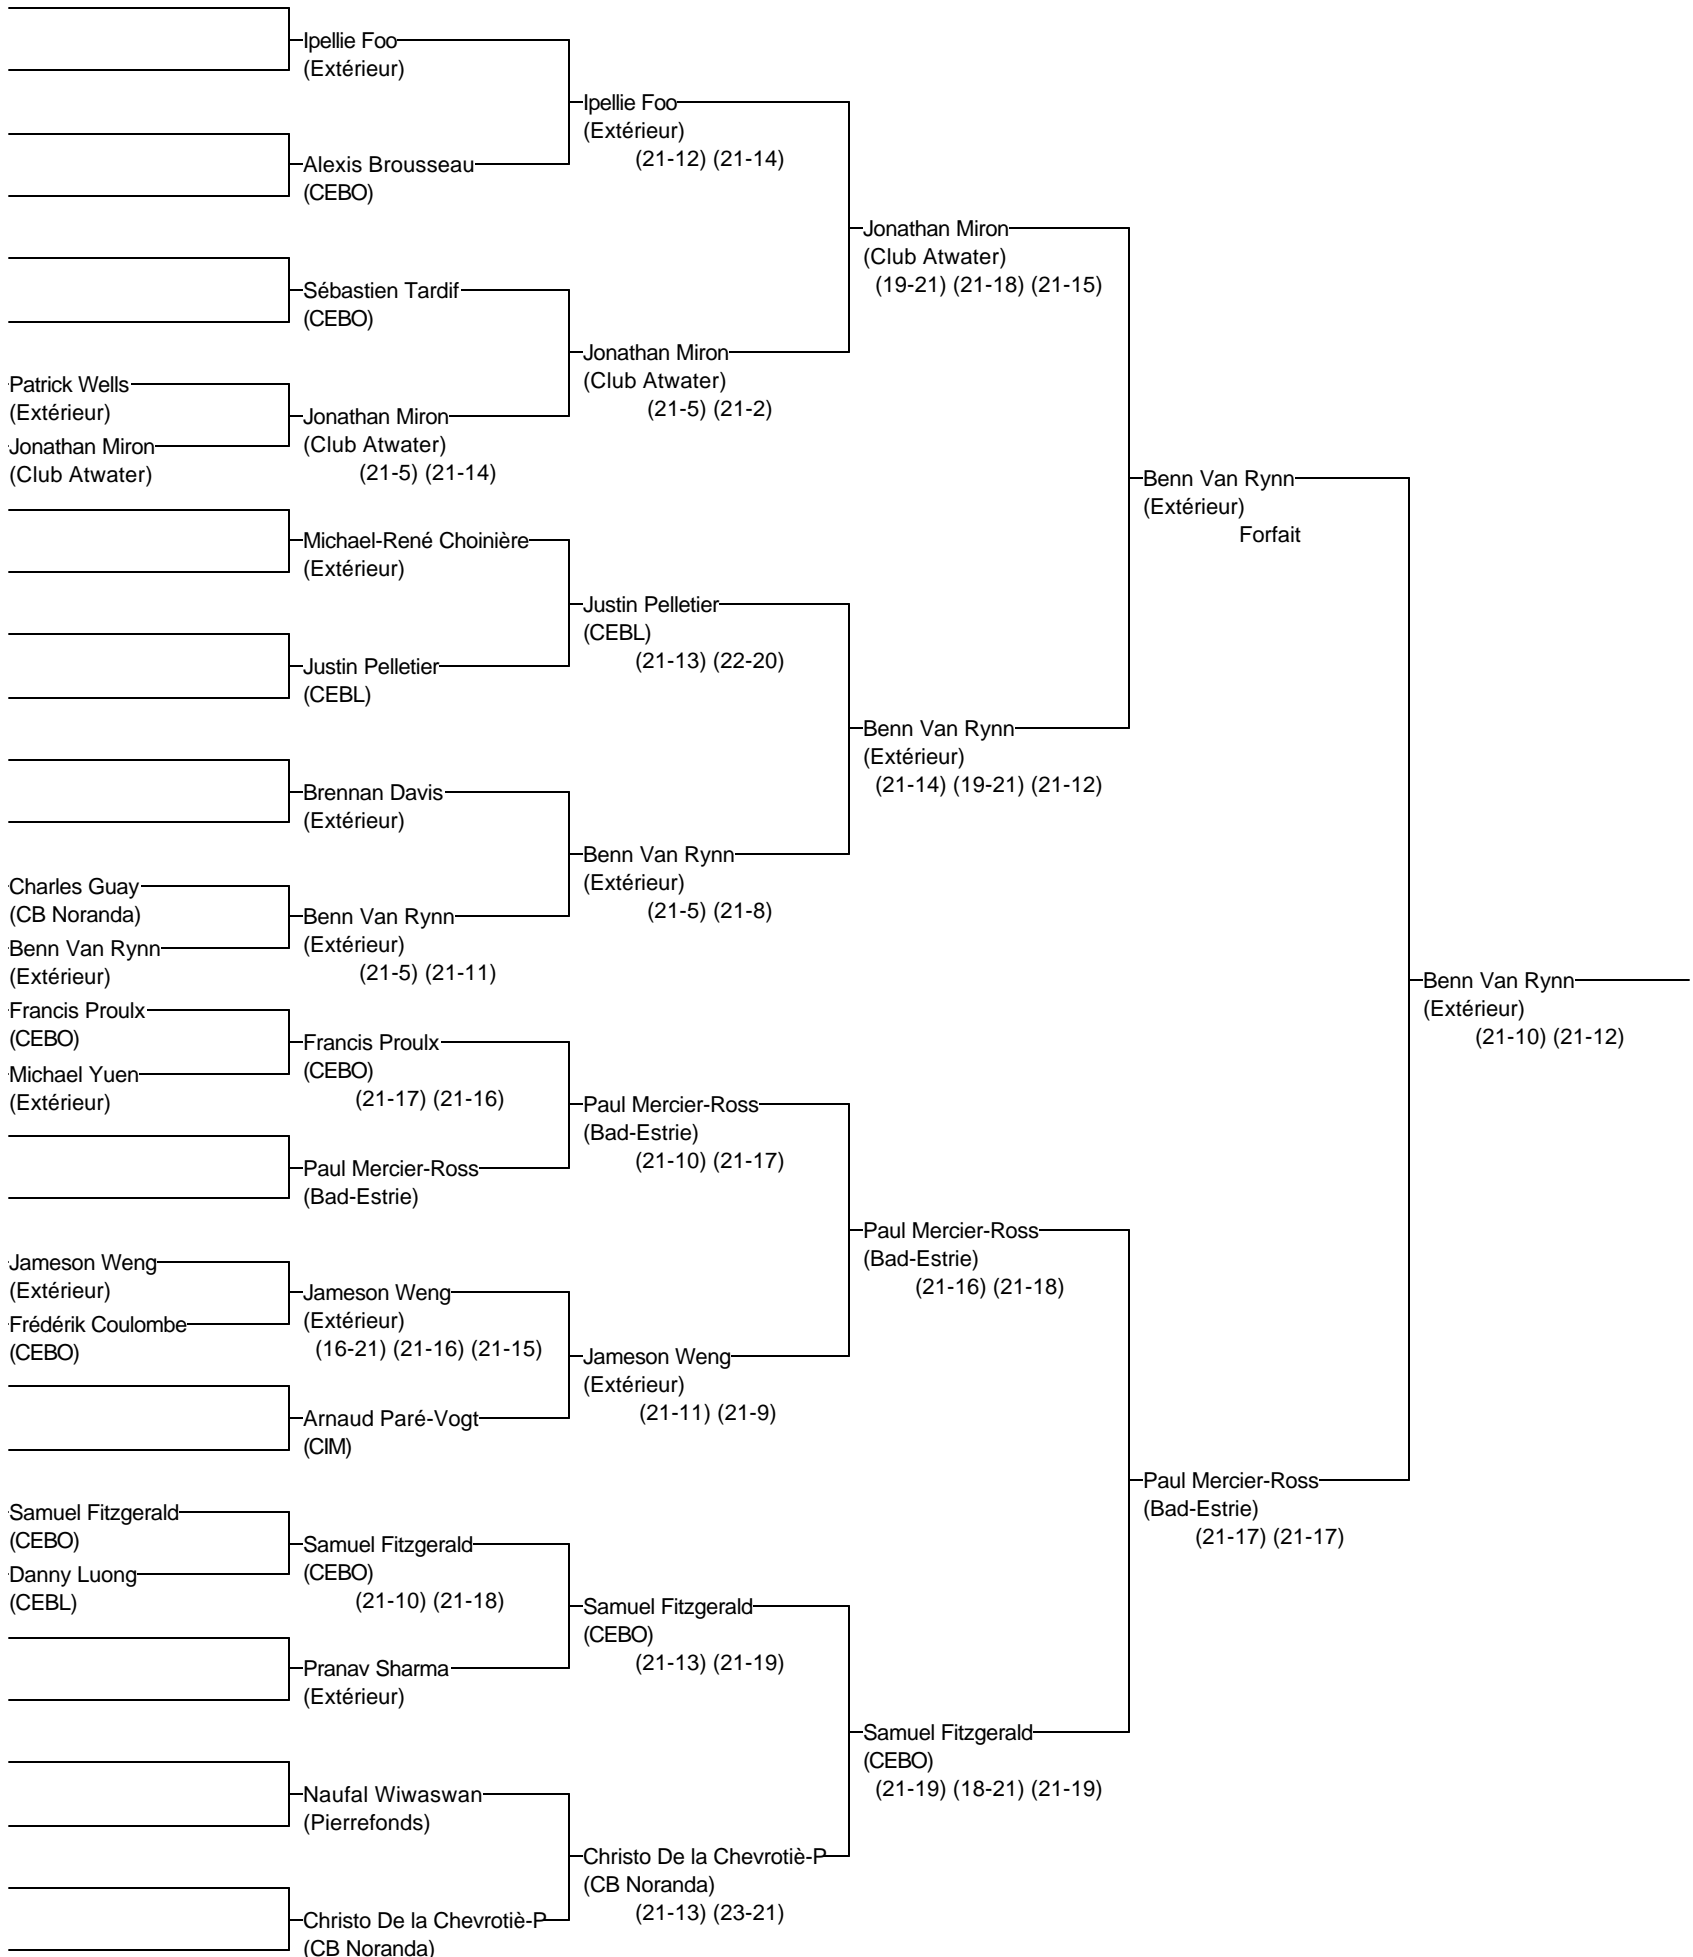 Ipellie Foo
(Extérieur)
Ipellie Foo
(Extérieur)
(21-12) (21-14)
Alexis Brousseau
(CEBO)
Jonathan Miron
(Club Atwater)
(19-21) (21-18) (21-15)
Sébastien Tardif
(CEBO)
Jonathan Miron
(Club Atwater)
(21-5) (21-2)
Patrick Wells
(Extérieur)
Jonathan Miron
(Club Atwater)
Jonathan Miron
(Club Atwater)
(21-5) (21-14)
Benn Van Rynn
(Extérieur)
Forfait
Michael-René Choinière
(Extérieur)
Justin Pelletier
(CEBL)
(21-13) (22-20)
Justin Pelletier
(CEBL)
Benn Van Rynn
(Extérieur)
(21-14) (19-21) (21-12)
Brennan Davis
(Extérieur)
Benn Van Rynn
(Extérieur)
(21-5) (21-8)
Charles Guay
(CB Noranda)
Benn Van Rynn
(Extérieur)
Benn Van Rynn
(Extérieur)
(21-5) (21-11)
Benn Van Rynn
(Extérieur)
(21-10) (21-12)
Francis Proulx
(CEBO)
Michael Yuen
(Extérieur)
Francis Proulx
(CEBO)
(21-17) (21-16)
Paul Mercier-Ross
(Bad-Estrie)
(21-10) (21-17)
Paul Mercier-Ross
(Bad-Estrie)
Paul Mercier-Ross
(Bad-Estrie)
(21-16) (21-18)
Jameson Weng
(Extérieur)
Frédérik Coulombe
(CEBO)
Jameson Weng
(Extérieur)
(16-21) (21-16) (21-15)
Jameson Weng
(Extérieur)
(21-11) (21-9)
Arnaud Paré-Vogt
(CIM)
Paul Mercier-Ross
(Bad-Estrie)
(21-17) (21-17)
Samuel Fitzgerald
(CEBO)
Danny Luong
(CEBL)
Samuel Fitzgerald
(CEBO)
(21-10) (21-18)
Samuel Fitzgerald
(CEBO)
(21-13) (21-19)
Pranav Sharma
(Extérieur)
Samuel Fitzgerald
(CEBO)
(21-19) (18-21) (21-19)
Naufal Wiwaswan
(Pierrefonds)
Christo De la Chevrotiè-P
(CB Noranda)
(21-13) (23-21)
Christo De la Chevrotiè-P
(CB Noranda)